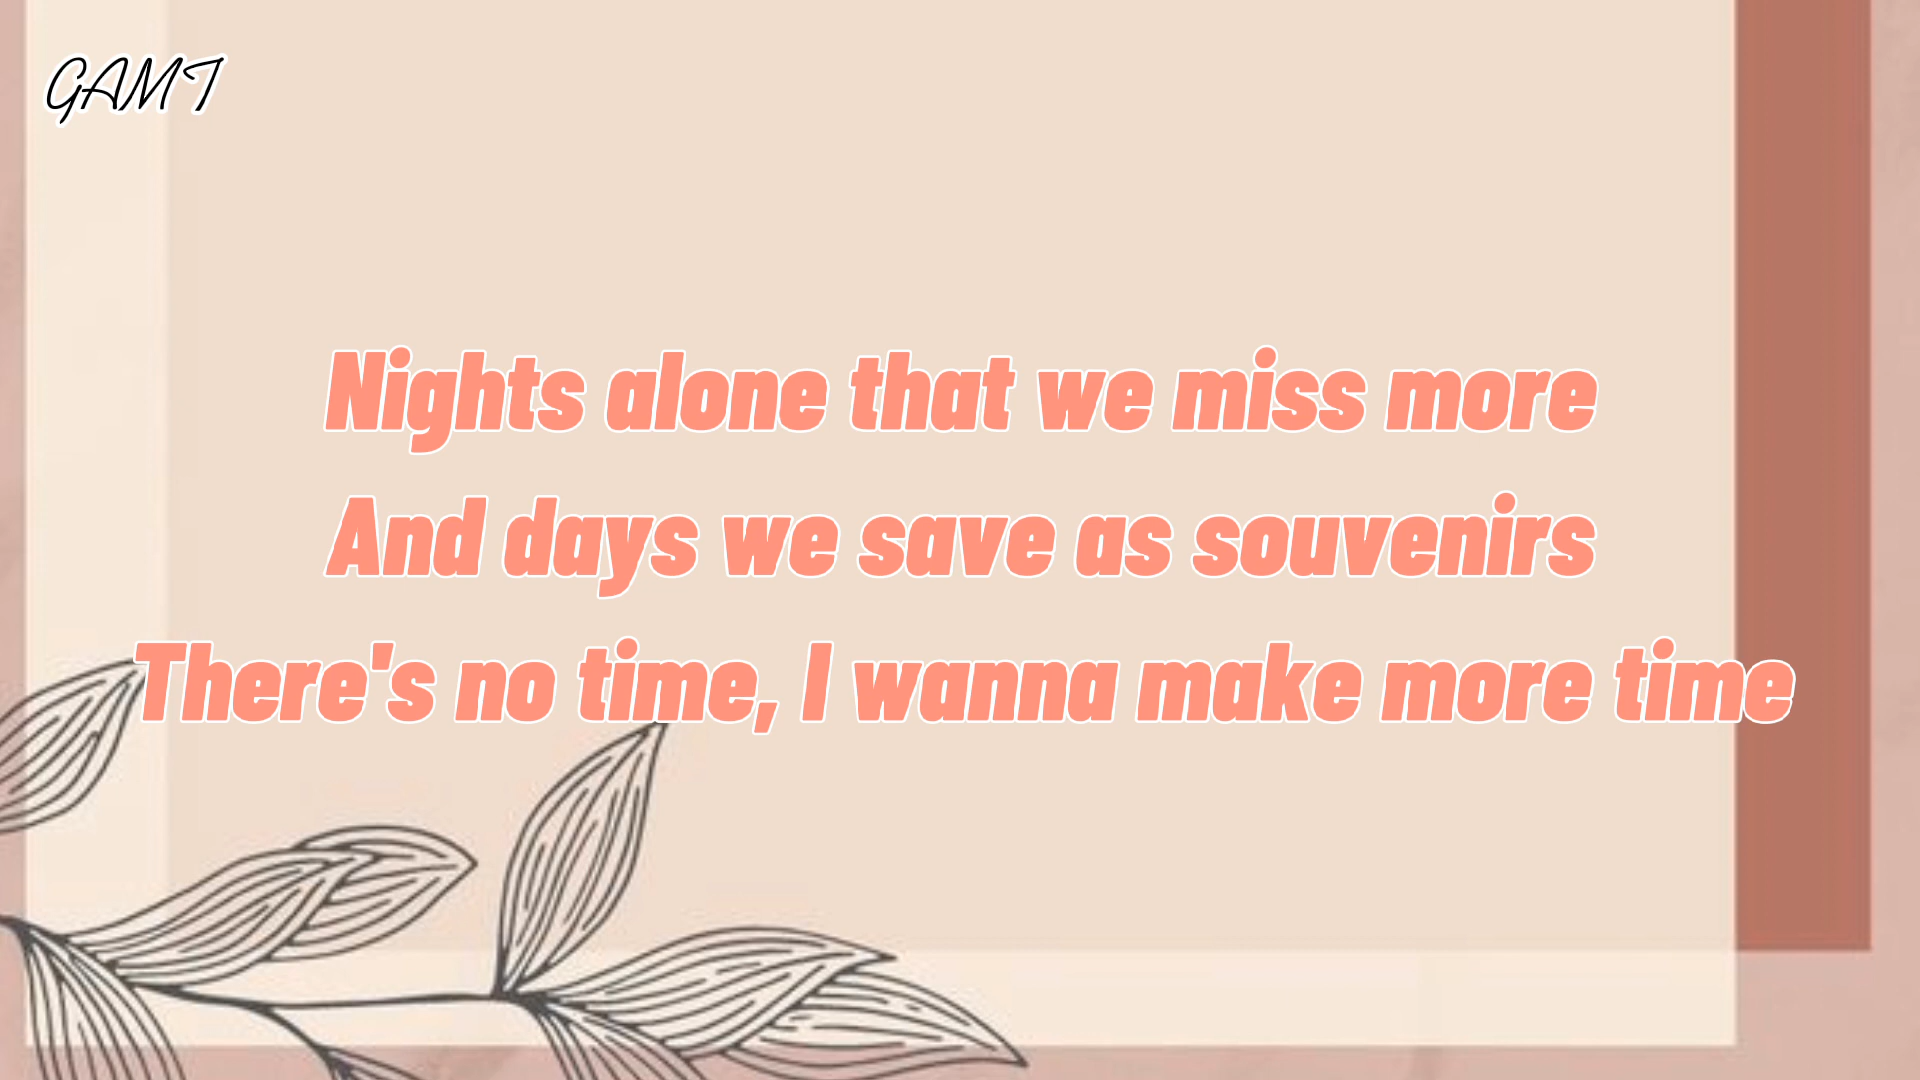 GAMT
Nights alone that we miss more
And days we save as souvenirs
There's no time, I wanna make more time